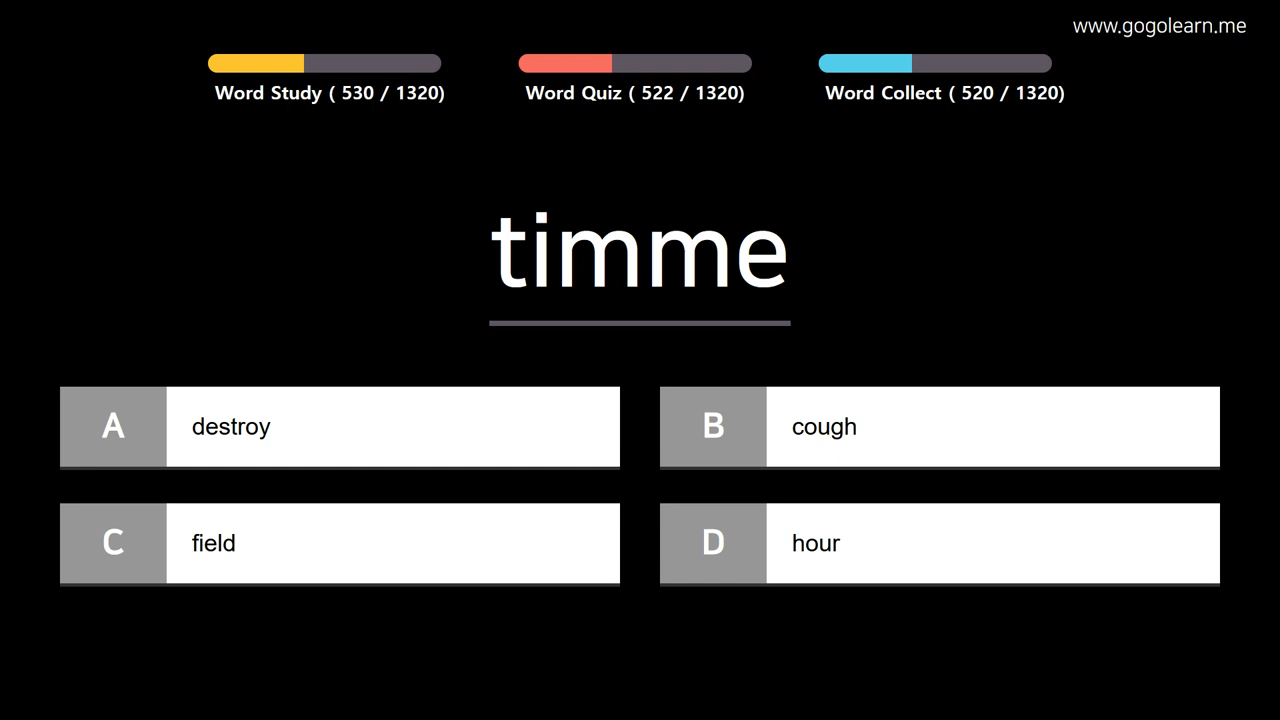 www.gogolearn.me
Word Study ( 530 / 1320)
Word Quiz ( 522 / 1320)
Word Collect ( 520 / 1320)
timme
A destroy
B cough
C field
D hour